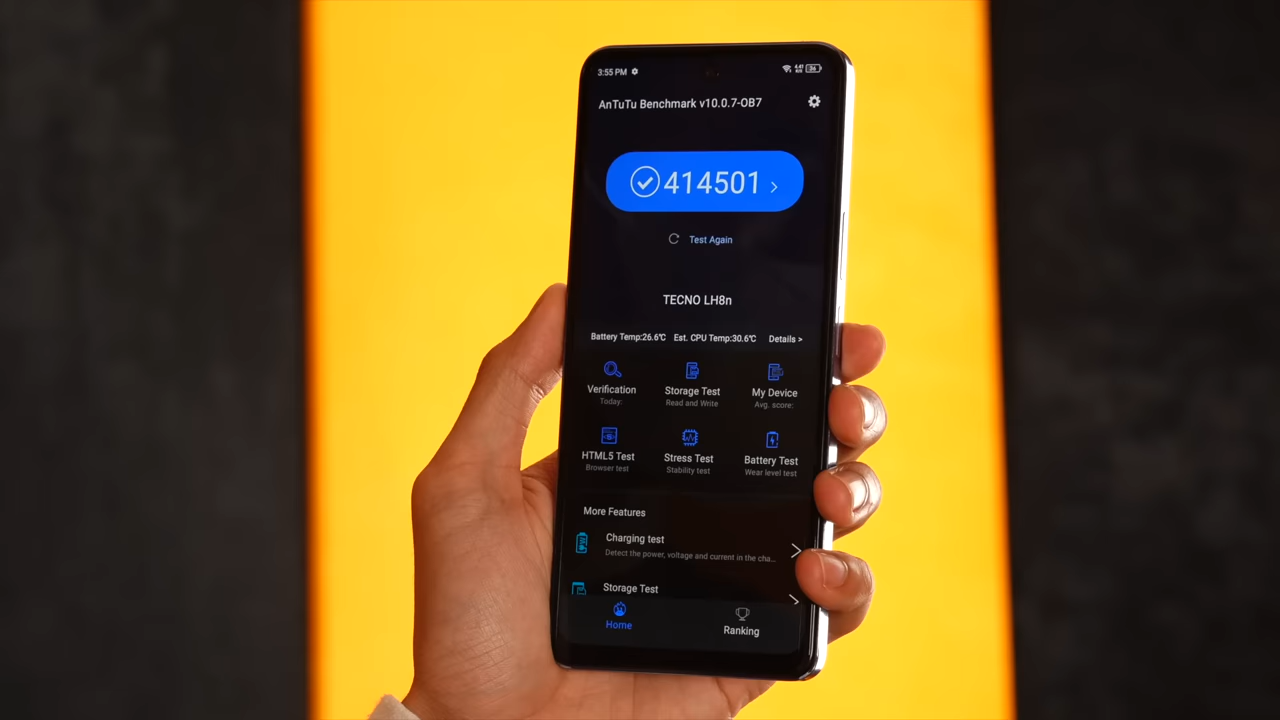 3:55 PM
36
AnTuTu Benchmark v10.0.7-OB7
414501 >
Test Again
TECNO LH8n
Battery Temp:26.6℃ Est. CPU Temp:30.6℃ Details >
Verification Storage Test My Device
Today: Read and Write Avg. score:
HTML5 Test Stress Test Battery Test
Browser test Stability test Wear level test
More Features
Charging test
Detect the power, voltage and current in the cha...
Storage Test
Home Ranking